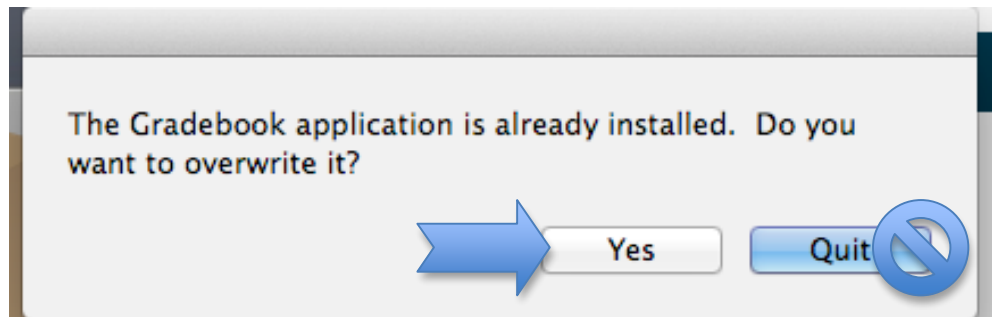 The Gradebook application is already installed.  Do you
want to overwrite it?
Yes
Quit